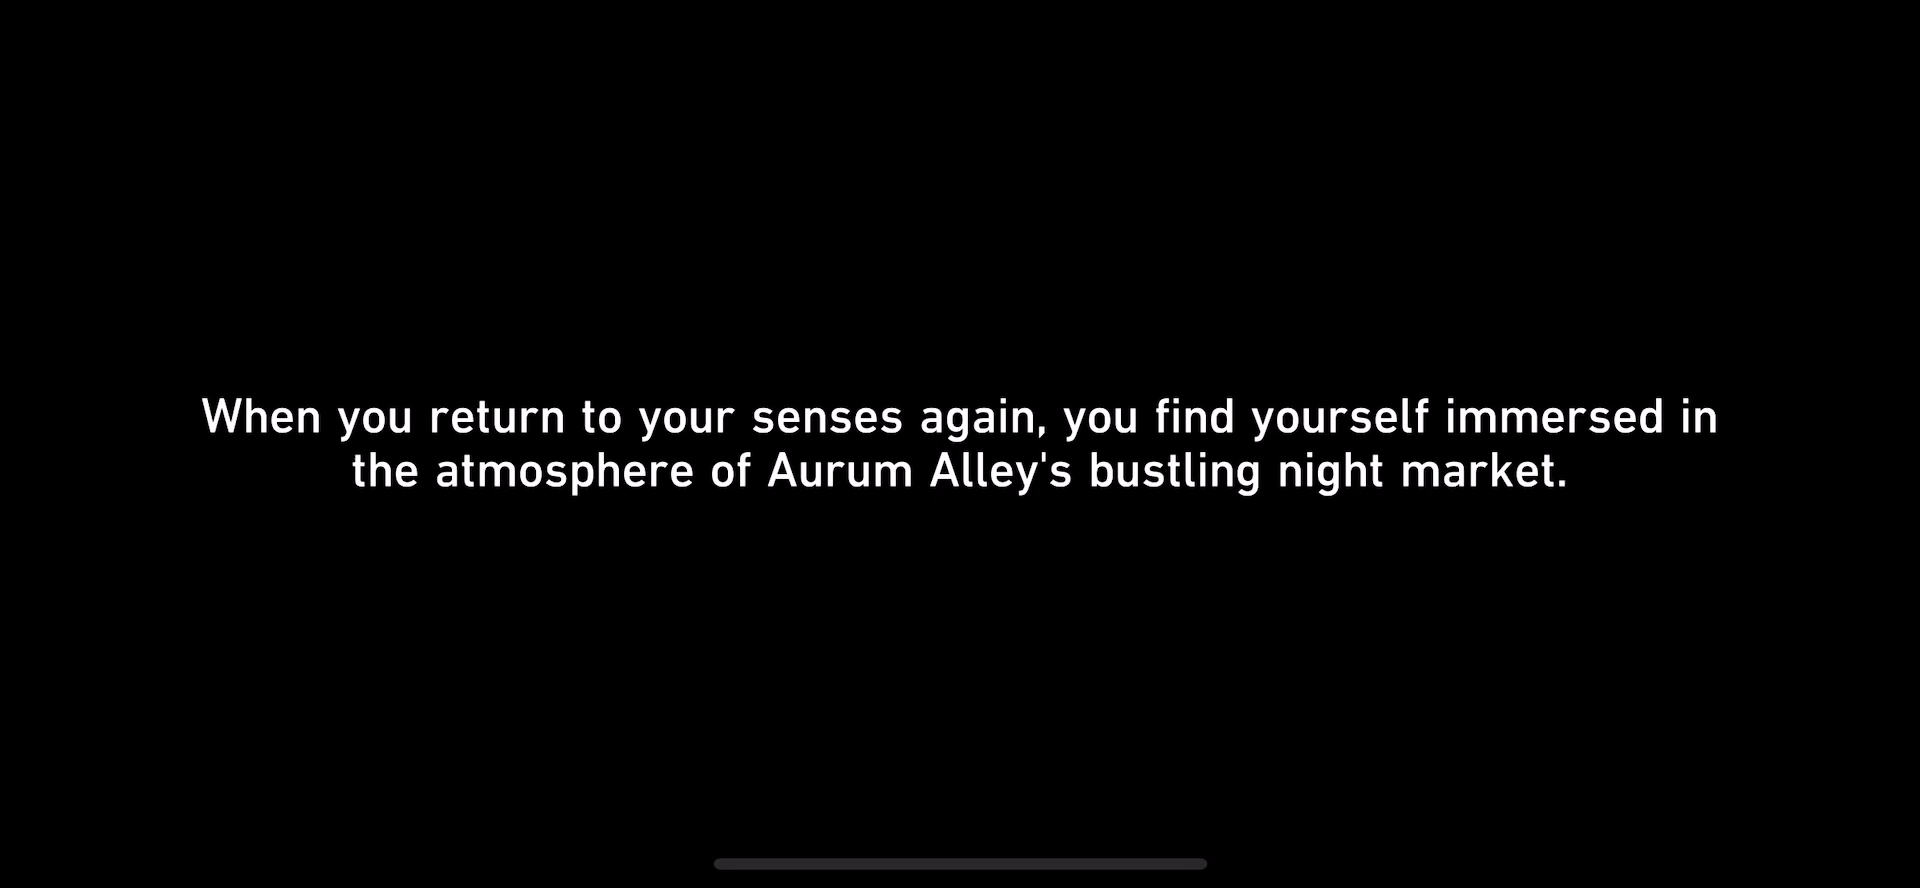 When you return to your senses again, you find yourself immersed in
the atmosphere of Aurum Alley's bustling night market.